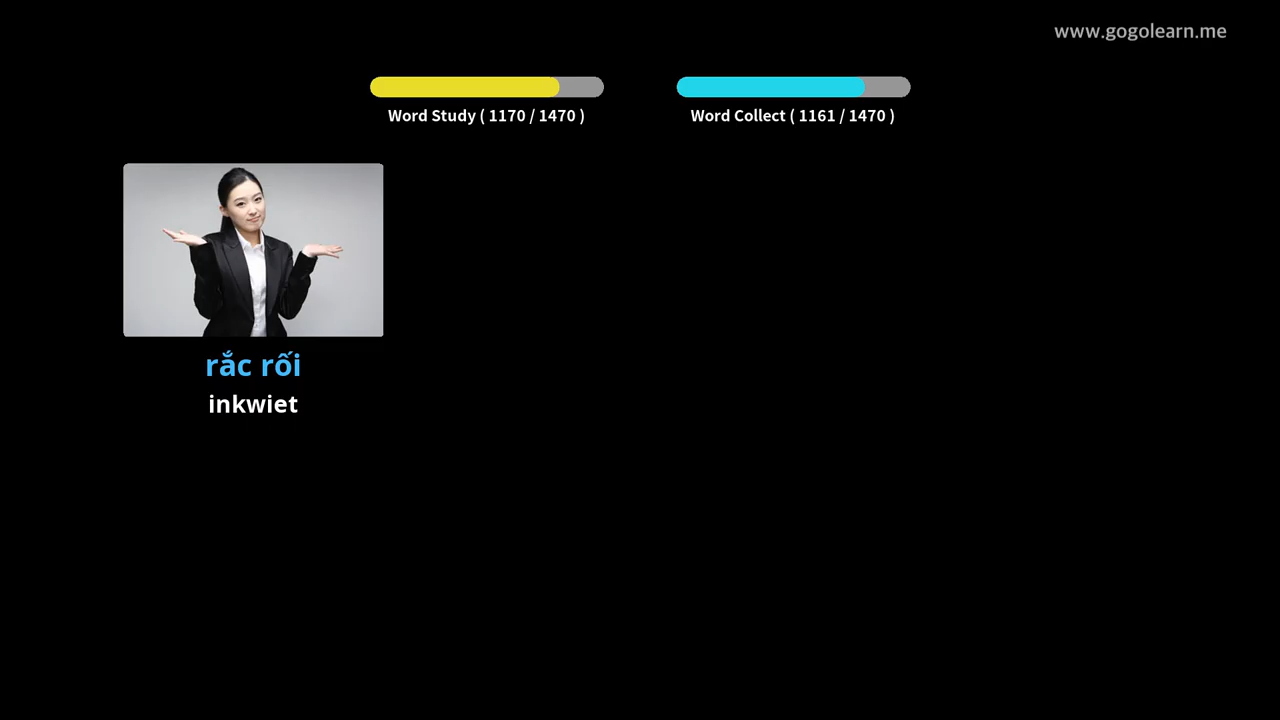 www.gogolearn.me
Word Study ( 1170 / 1470 )
Word Collect ( 1161 / 1470 )
rắc rối
inkwiet